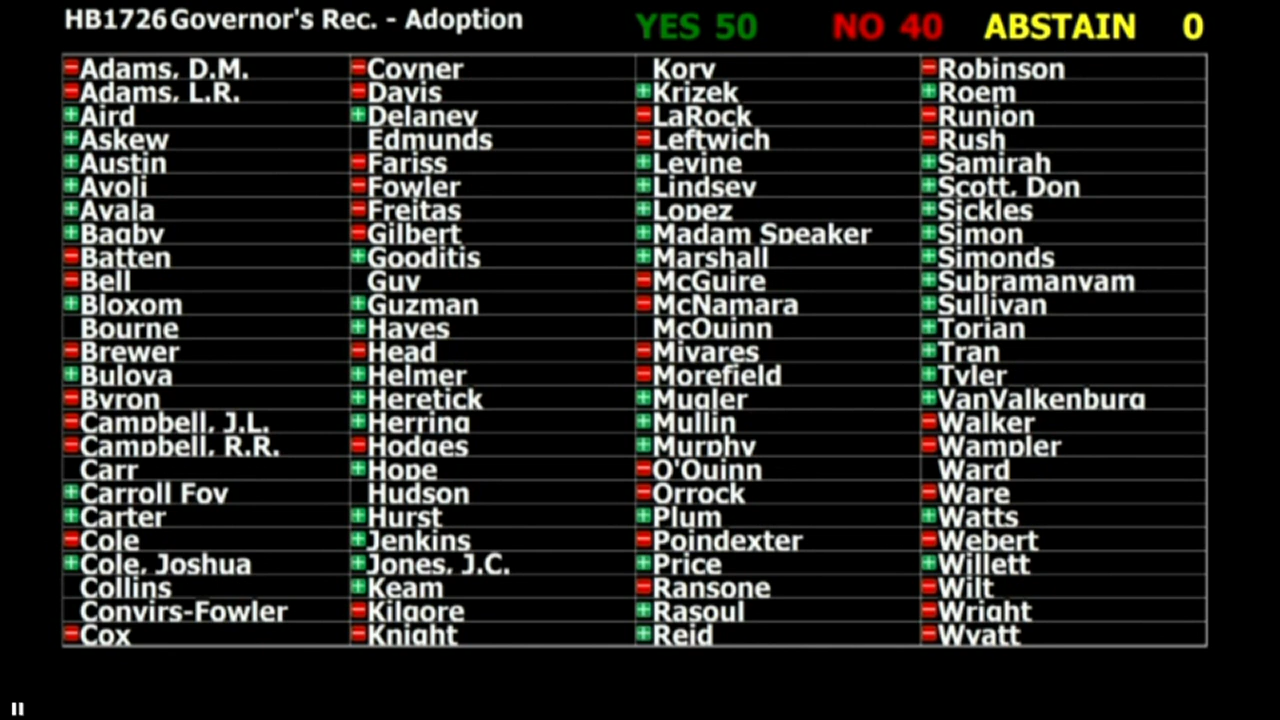 HB1726 Governor's Rec. - Adoption
YES 50
NO 40
ABSTAIN 0
Adams, D.M.
Adams, L.R.
Aird
Askew
Austin
Avoli
Ayala
Bagby
Batten
Bell
Bloxom
Bourne
Brewer
Bulova
Byron
Campbell, J.L.
Campbell, R.R.
Carr
Carroll Foy
Carter
Cole
Cole, Joshua
Collins
Convirs-Fowler
Cox
Coyner
Davis
Delaney
Edmunds
Fariss
Fowler
Freitas
Gilbert
Gooditis
Guy
Guzman
Hayes
Head
Helmer
Heretick
Herring
Hodges
Hope
Hudson
Hurst
Jenkins
Jones, J.C.
Keam
Kilgore
Knight
Kory
Krizek
LaRock
Leftwich
Levine
Lindsey
Lopez
Madam Speaker
Marshall
McGuire
McNamara
McQuinn
Miyares
Morefield
Mugler
Mullin
Murphy
O'Quinn
Orrock
Plum
Poindexter
Price
Ransone
Rasoul
Reid
Robinson
Roem
Runion
Rush
Samirah
Scott, Don
Sickles
Simon
Simonds
Subramanyam
Sullivan
Torian
Tran
Tyler
VanValkenburg
Walker
Wampler
Ward
Ware
Watts
Webert
Willett
Wilt
Wright
Wyatt